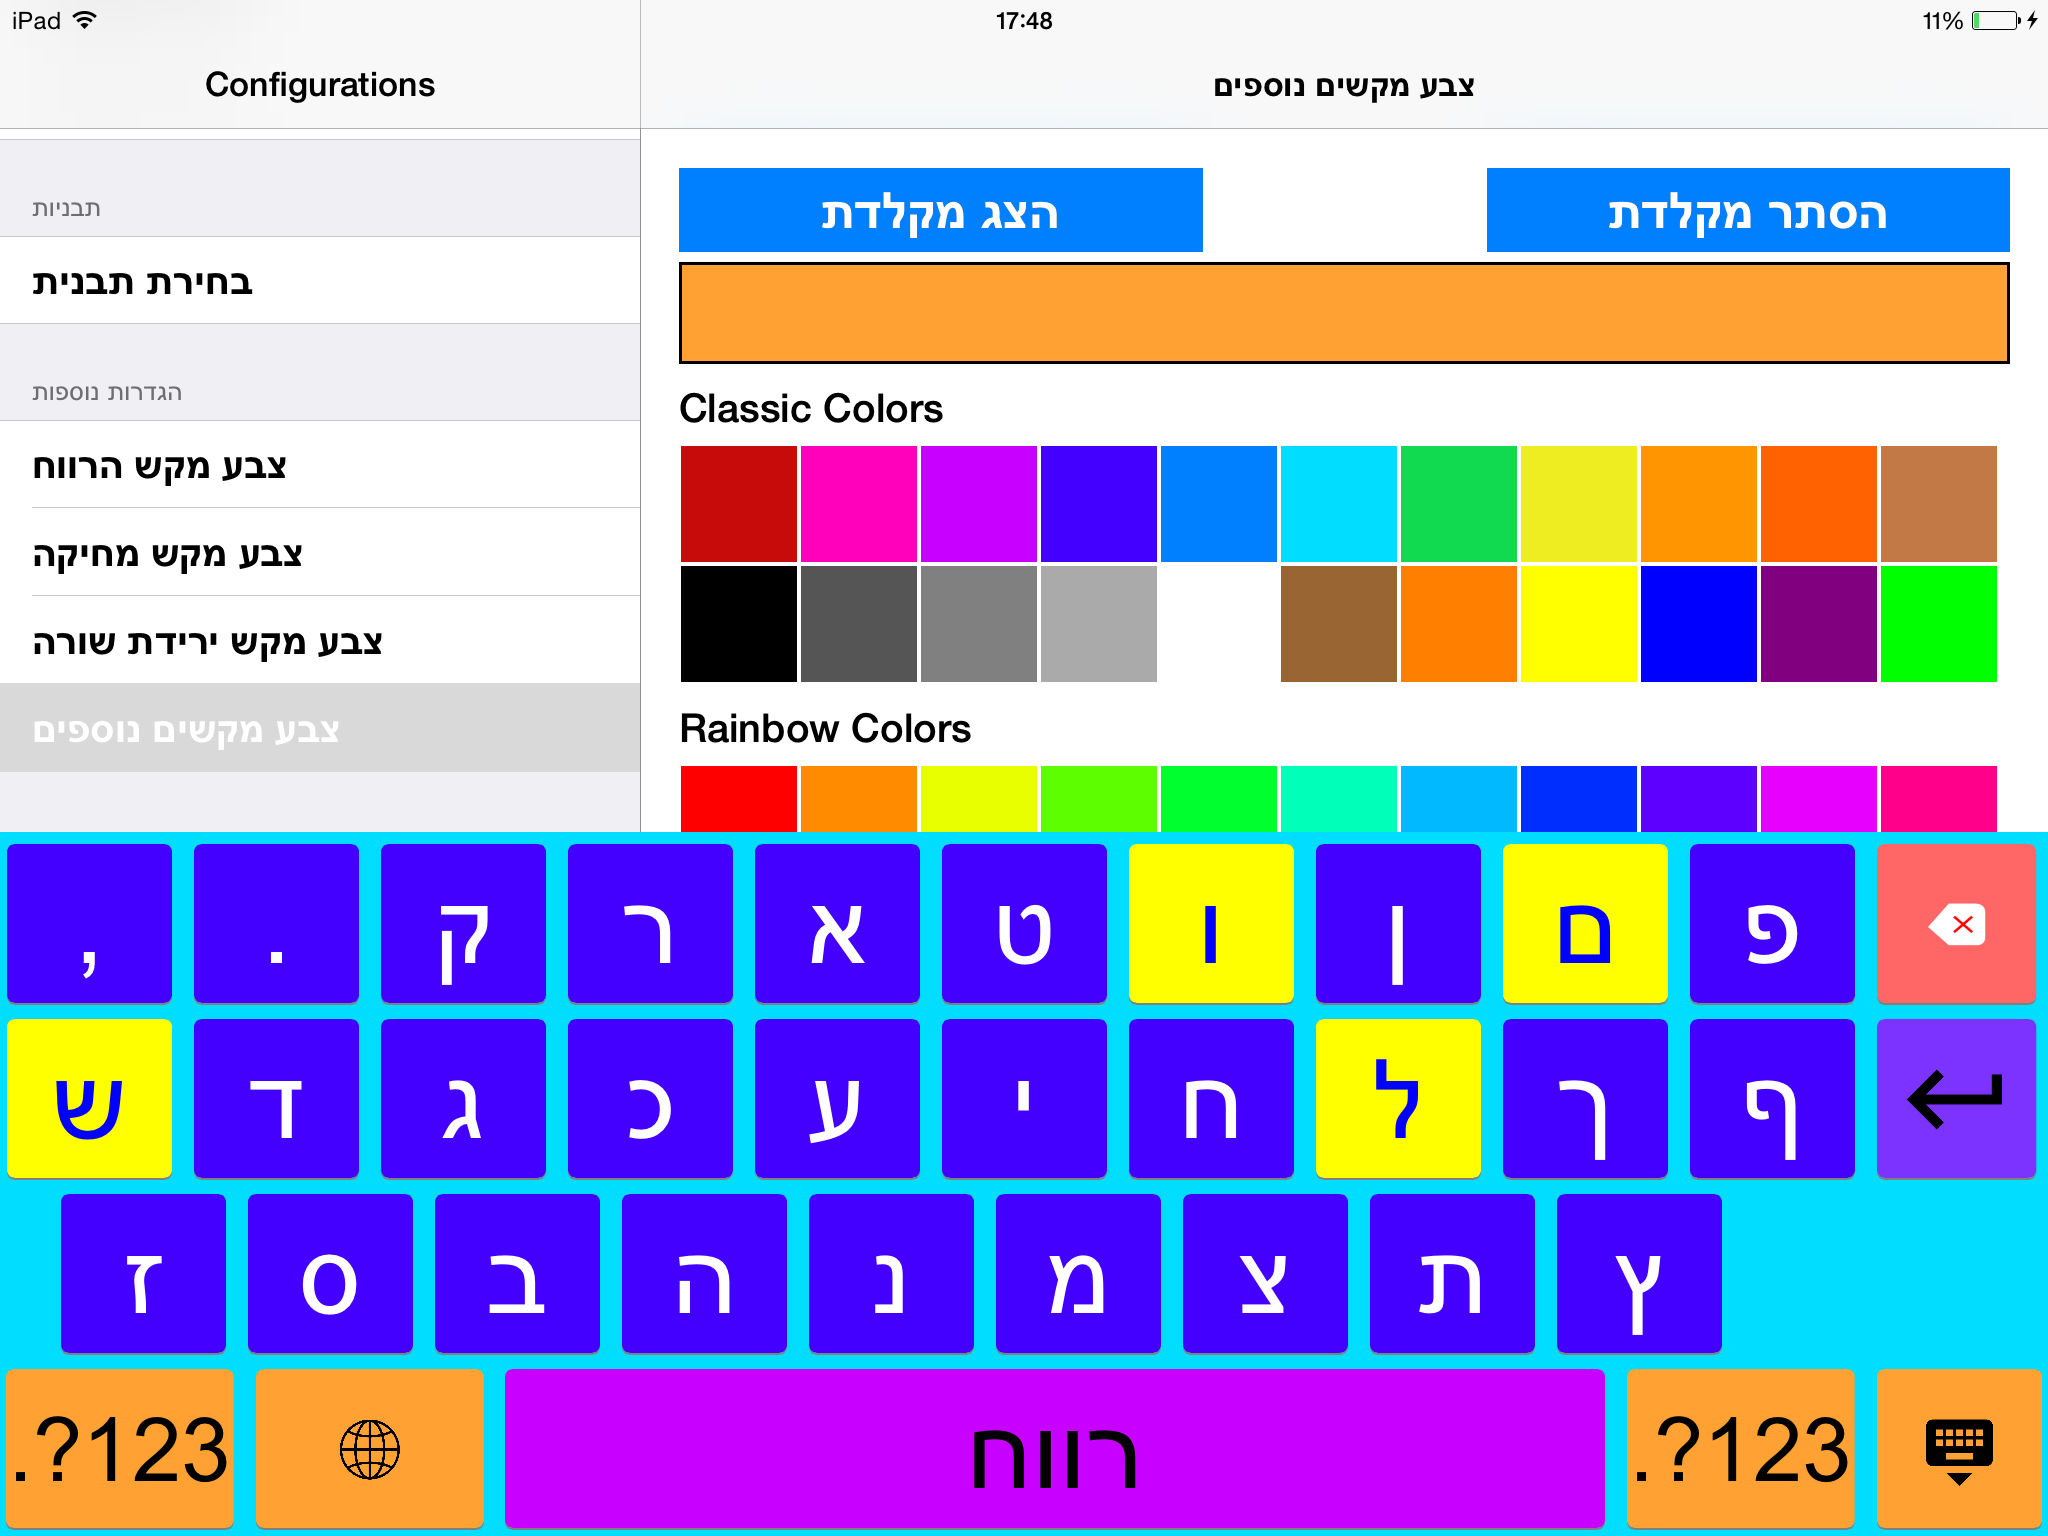 iPad 17:48 11%
Configurations
צבע מקשים נוספים
תבניות
בחירת תבנית
הגדרות נוספות
צבע מקש הרווח
צבע מקש מחיקה
צבע מקש ירידת שורה
צבע מקשים נוספים
הצג מקלדת
הסתר מקלדת
Classic Colors
Rainbow Colors
, . ק ר א ט ו ן ם פ
ש ד ג כ ע י ח ל ך ף
ז ס ב ה נ מ צ ת ץ
.?123 רווח .?123